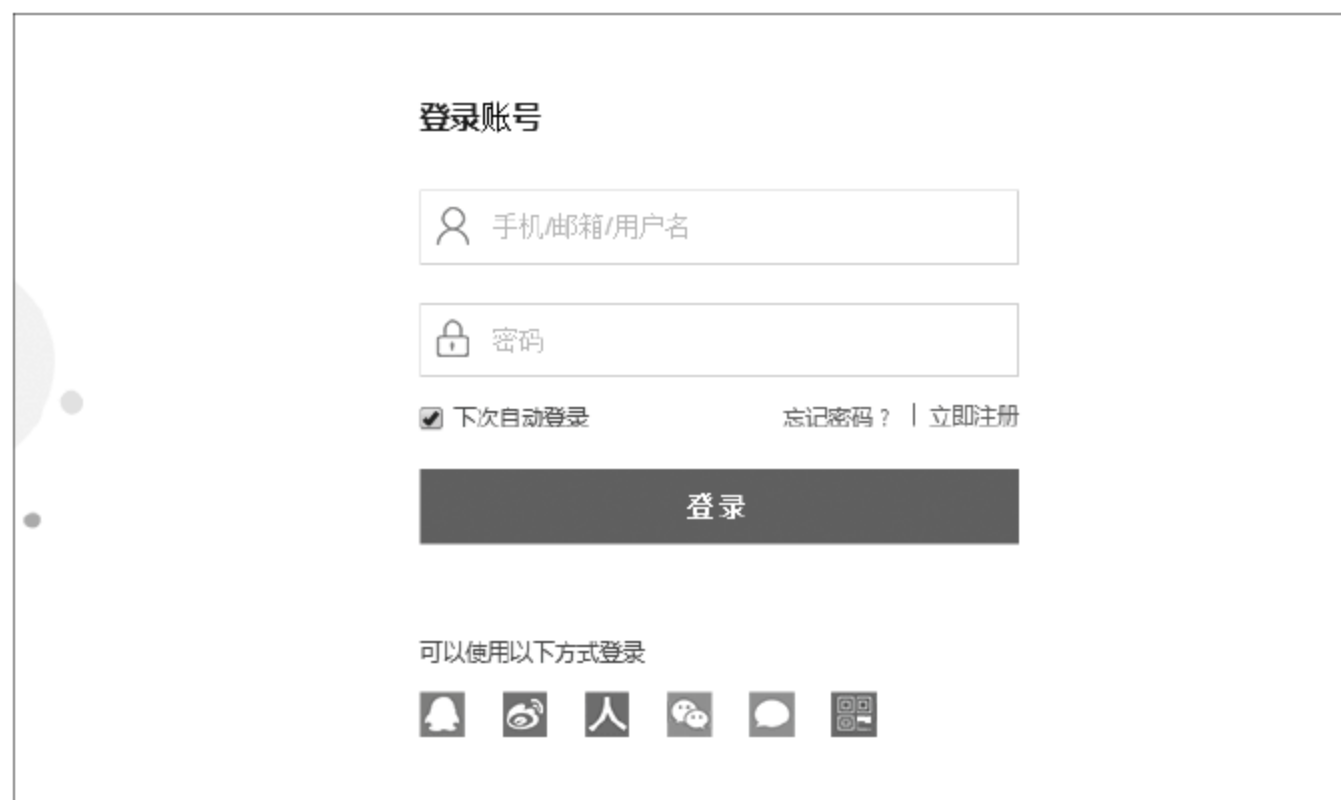 登录账号
手机/邮箱/用户名
密码
下次自动登录 忘记密码？ | 立即注册
登录
可以使用以下方式登录
人